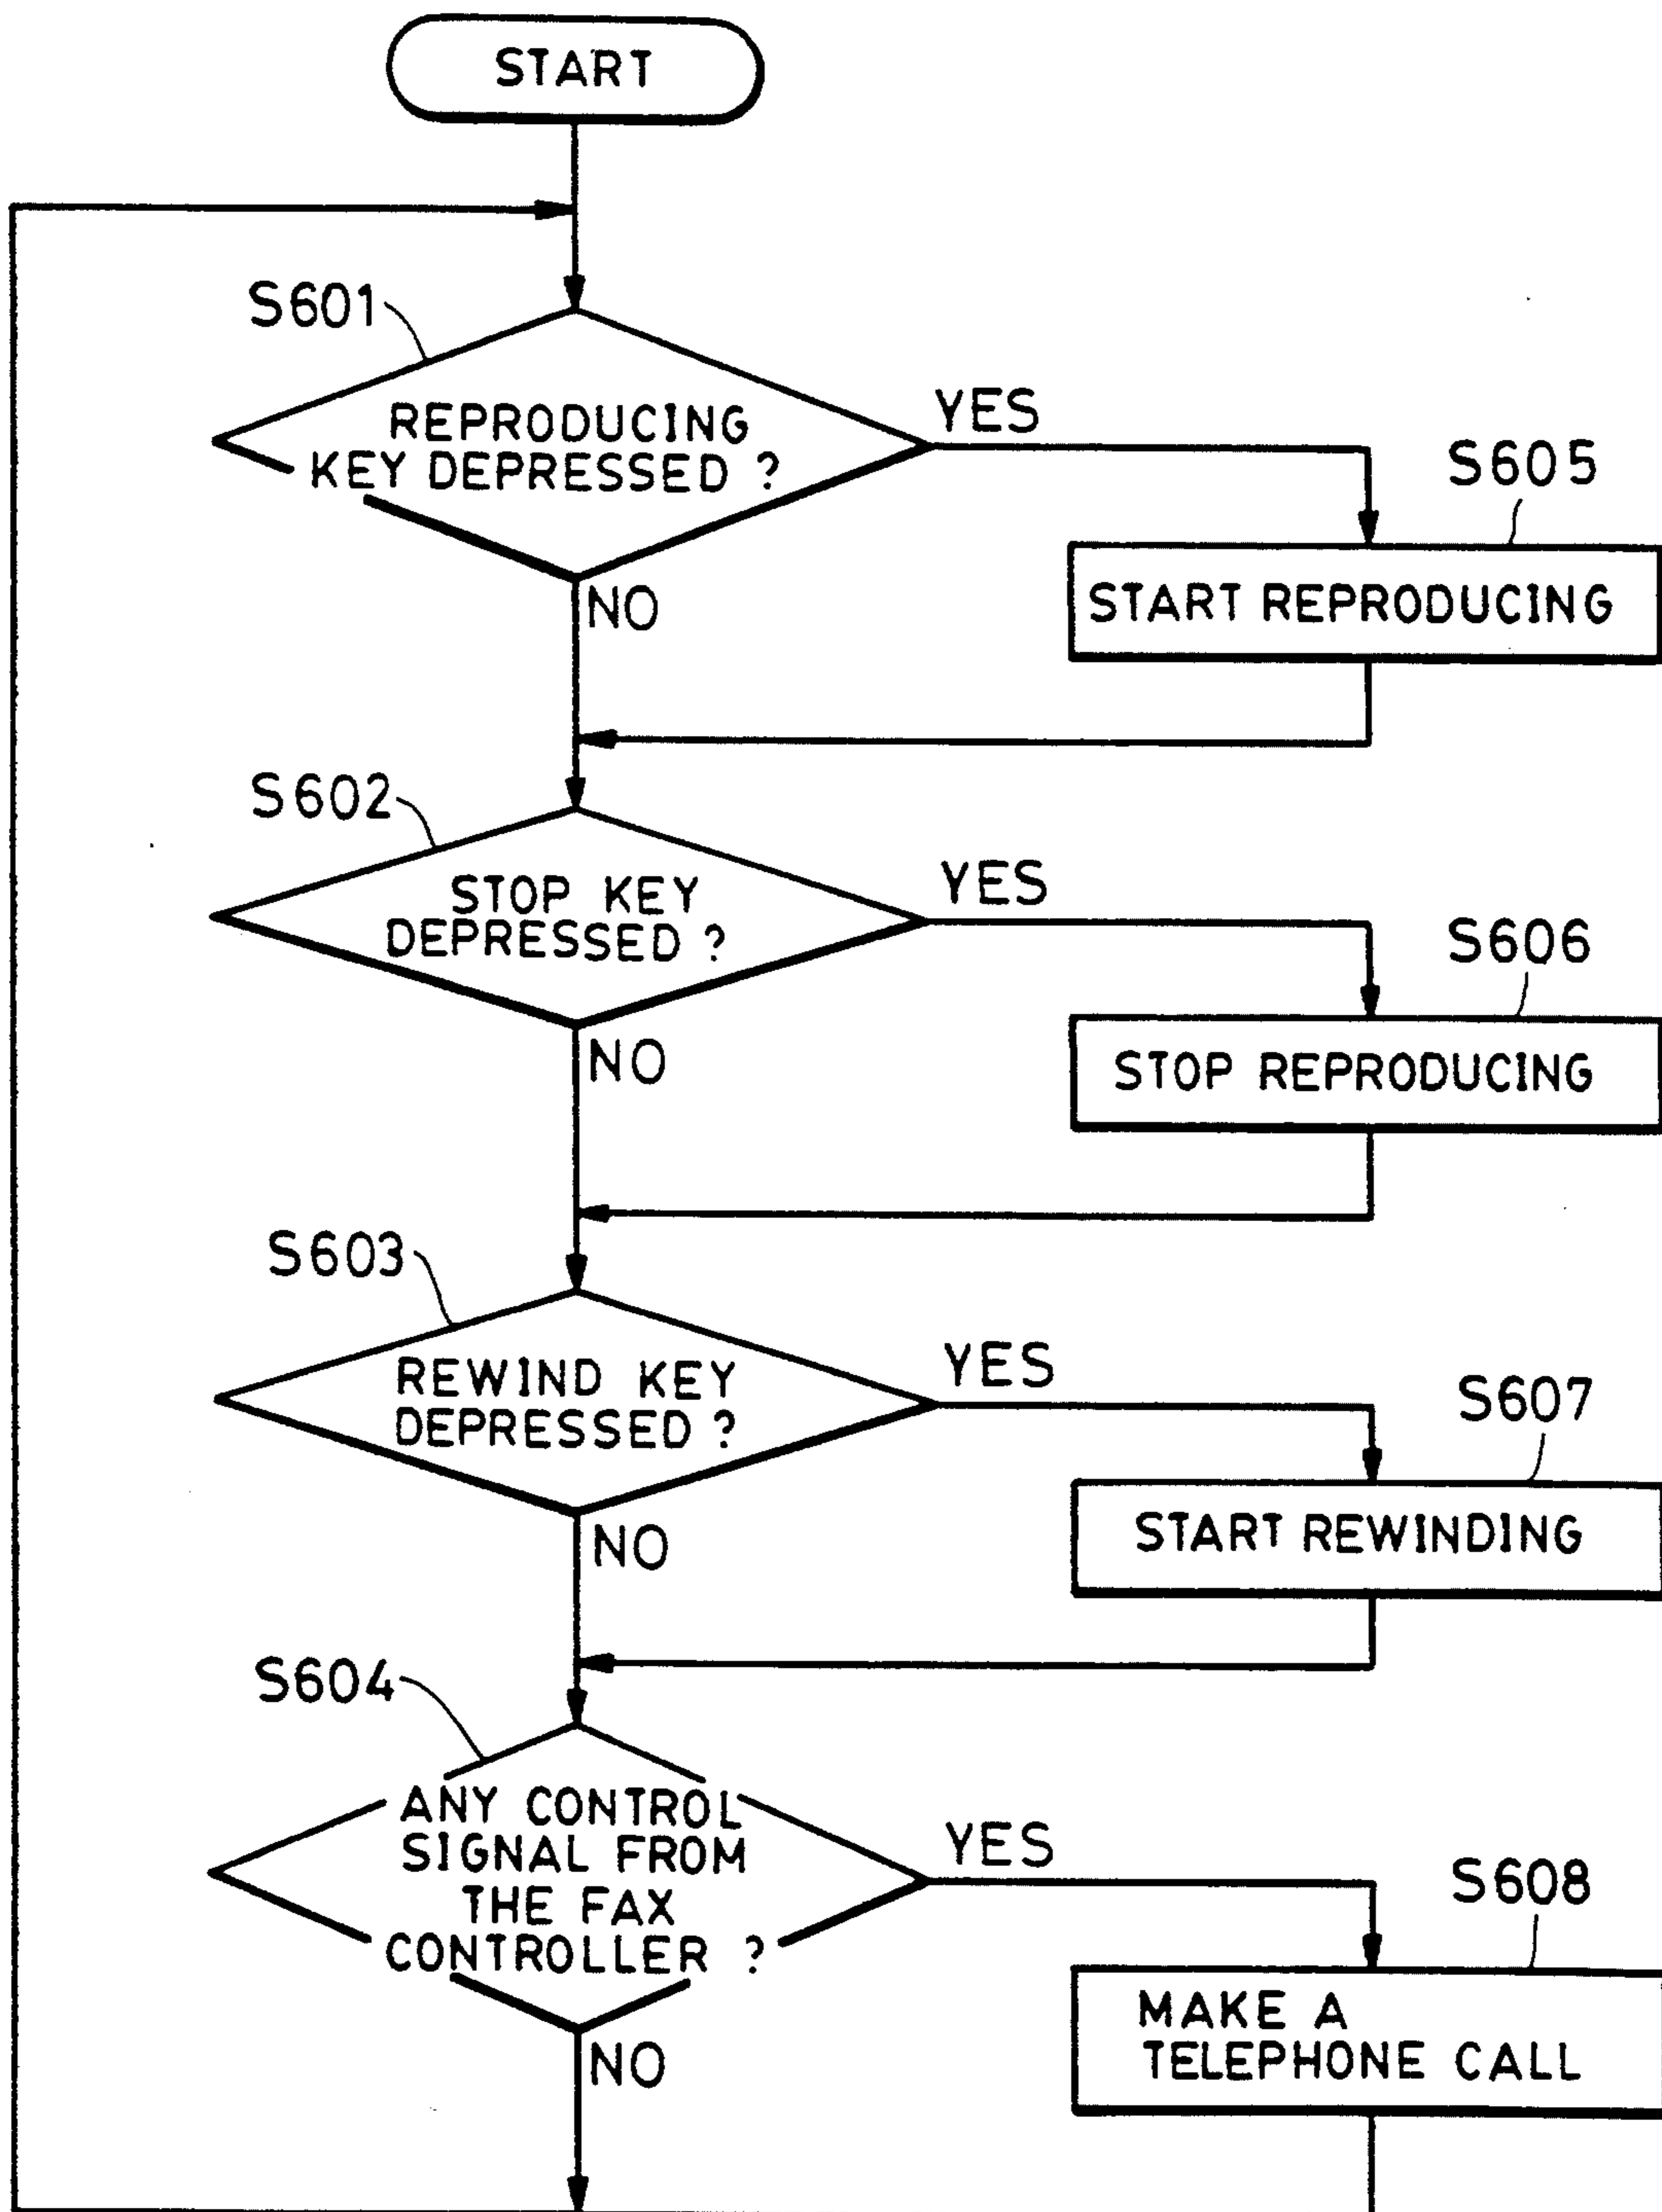 START
S601
REPRODUCING
KEY DEPRESSED ?
YES
NO
S605
START REPRODUCING
S602
STOP KEY
DEPRESSED ?
YES
NO
S606
STOP REPRODUCING
S603
REWIND KEY
DEPRESSED ?
YES
NO
S607
START REWINDING
S604
ANY CONTROL
SIGNAL FROM
THE FAX
CONTROLLER ?
YES
NO
S608
MAKE A
TELEPHONE CALL